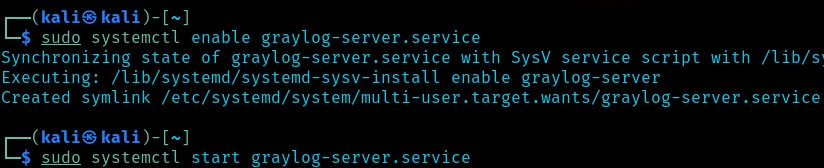 ┌──(kali㉿kali)-[~]
└─$ sudo systemctl enable graylog-server.service
Synchronizing state of graylog-server.service with SysV service script with /lib/sy
Executing: /lib/systemd/systemd-sysv-install enable graylog-server
Created symlink /etc/systemd/system/multi-user.target.wants/graylog-server.service
┌──(kali㉿kali)-[~]
└─$ sudo systemctl start graylog-server.service